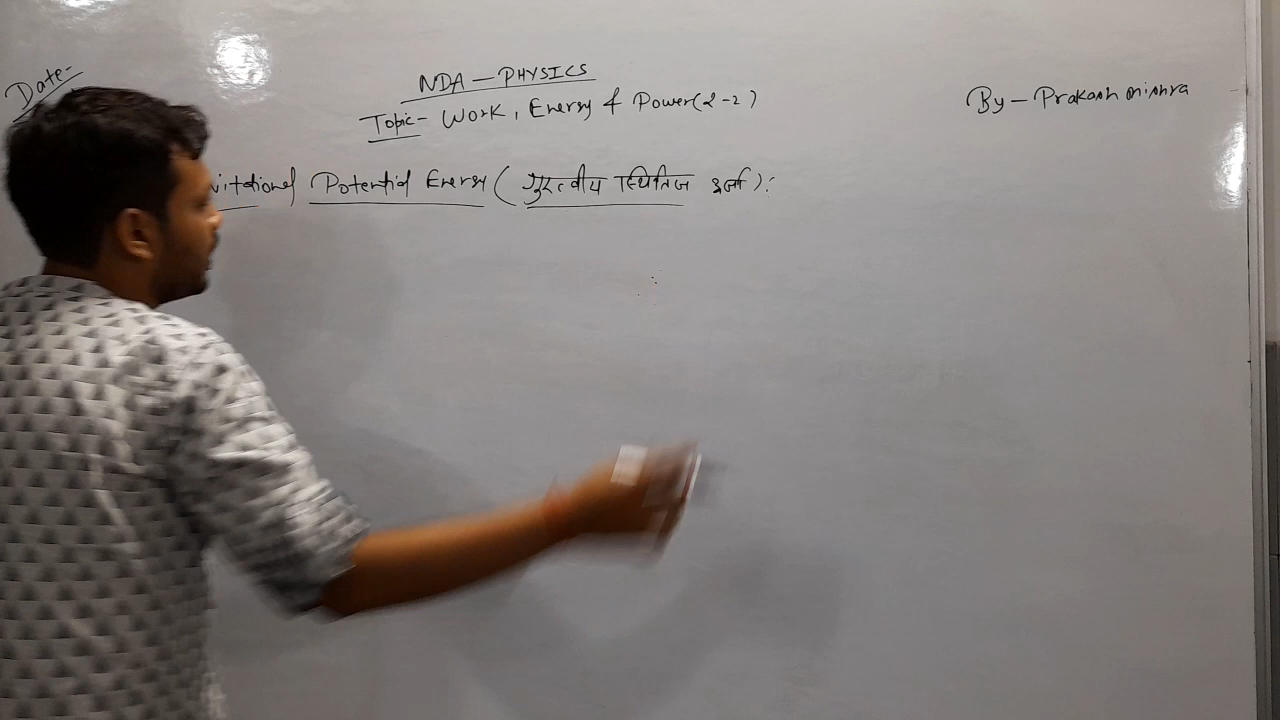 Date-
NDA - PHYSICS
Topic- Work, Energy & Power(2-2)
By - Prakash mishra
vitational Potential Energy ( गुरुत्वीय स्थितिज ऊर्जा ):